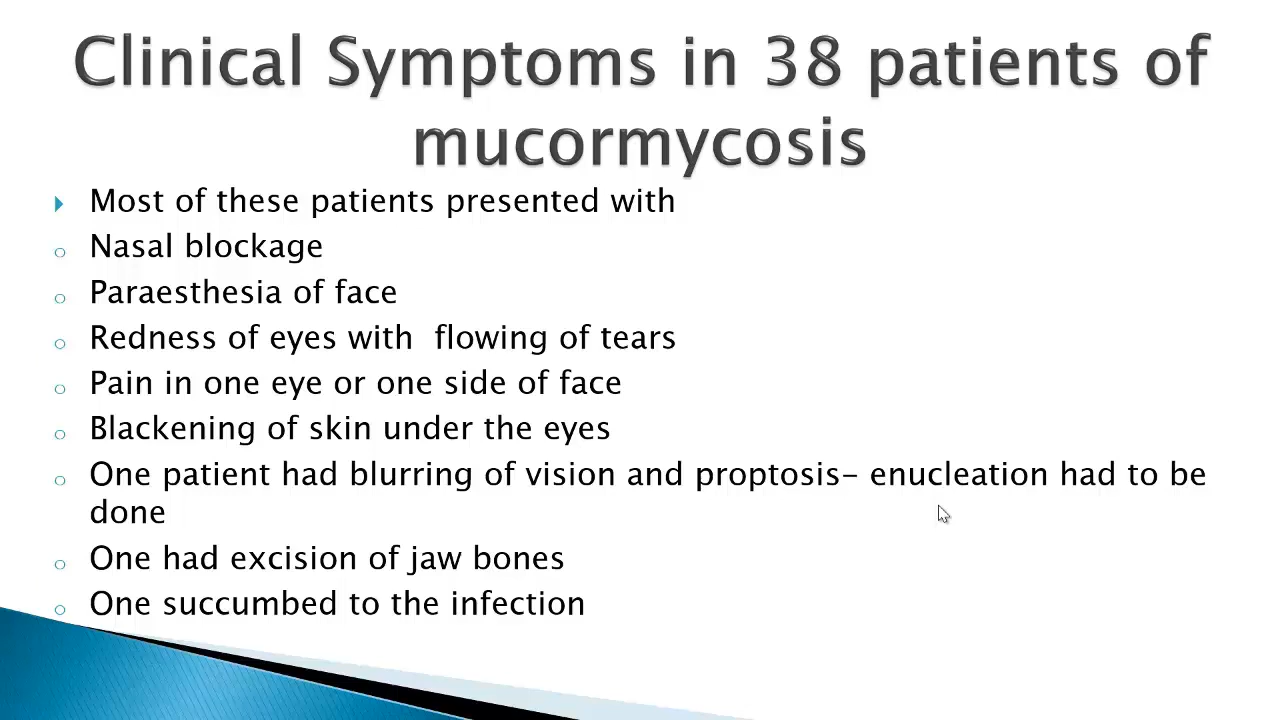 Clinical Symptoms in 38 patients of
mucormycosis
Most of these patients presented with
Nasal blockage
Paraesthesia of face
Redness of eyes with  flowing of tears
Pain in one eye or one side of face
Blackening of skin under the eyes
One patient had blurring of vision and proptosis– enucleation had to be
done
One had excision of jaw bones
One succumbed to the infection